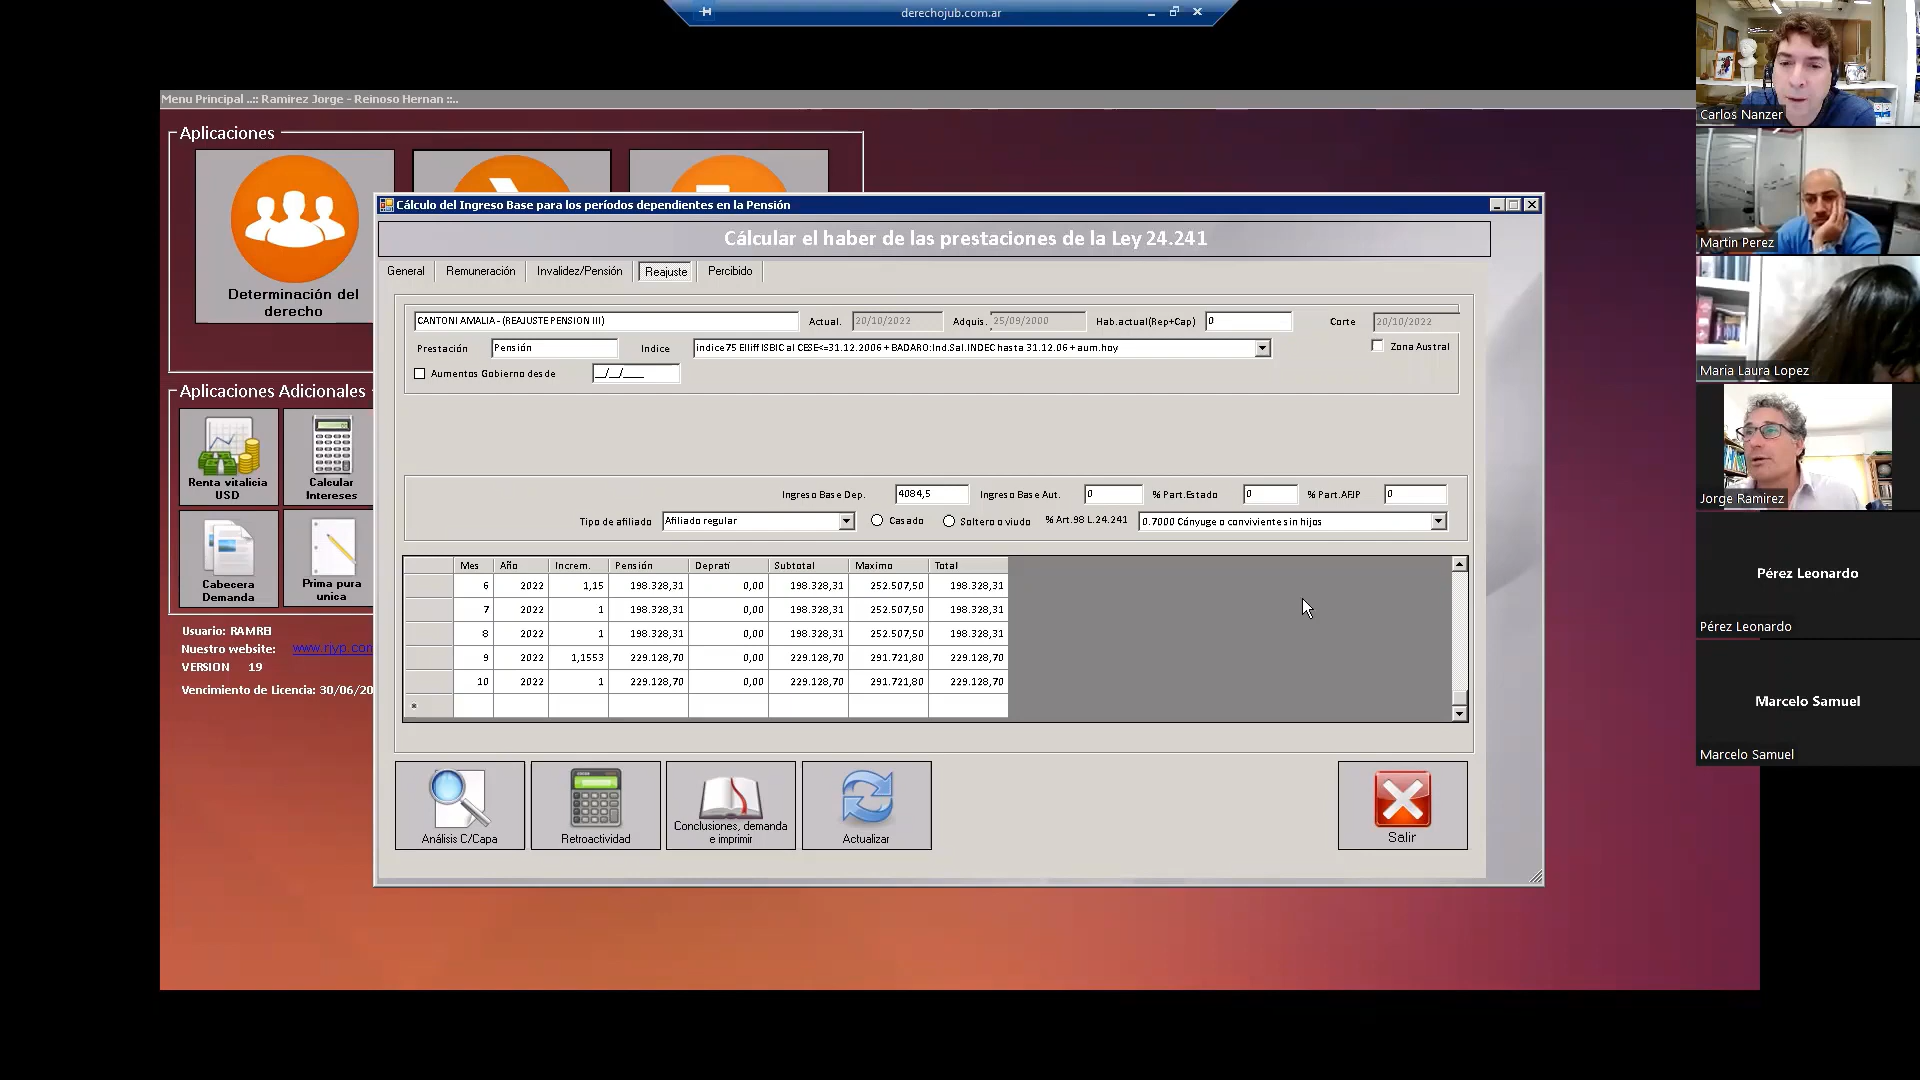 derechojub.com.ar
Menu Principal ..:: Ramirez Jorge - Reinoso Hernan ::..
Aplicaciones
Determinación del
derecho
Aplicaciones Adicionales
Renta vitalicia
USD
Calcular
Intereses
Cabecera
Demanda
Prima pura
unica
Usuario: RAMREI
Nuestro website:
VERSION 19
Vencimiento de Licencia: 30/06/20
Cálculo del Ingreso Base para los períodos dependientes en la Pensión
Cálcular el haber de las prestaciones de la Ley 24.241
General Remuneración Invalidez/Pensión Reajuste Percibido
CANTONI AMALIA - (REAJUSTE PENSION III) Actual. 20/10/2022 Adquis. 25/09/2000 Hab.actual(Rep+Cap) 0 Corte 20/10/2022
Prestación Pensión Indice indice75 Elliff ISBIC al CESE<=31.12.2006 + BADARO:Ind.Sal.INDEC hasta 31.12.06 + aum.hoy Zona Austral
Aumentos Gobierno desde __/__/____
Ingreso Base Dep. 4084,5 Ingreso Base Aut. 0 % Part.Estado 0 % Part.AFJP 0
Tipo de afiliado Afiliado regular Casado Soltero o viudo % Art.98 L.24.241 0.7000 Cónyuge o conviviente sin hijos
Mes Año Increm. Pensión Deprati Subtotal Maximo Total
6 2022 1,15 198.328,31 0,00 198.328,31 252.507,50 198.328,31
7 2022 1 198.328,31 0,00 198.328,31 252.507,50 198.328,31
8 2022 1 198.328,31 0,00 198.328,31 252.507,50 198.328,31
9 2022 1,1553 229.128,70 0,00 229.128,70 291.721,80 229.128,70
10 2022 1 229.128,70 0,00 229.128,70 291.721,80 229.128,70
*
Análisis C/Capa
Retroactividad
Conclusiones, demanda
e imprimir
Actualizar
Salir
Carlos Nanzer
Martin Perez
Maria Laura Lopez
Jorge Ramirez
Pérez Leonardo
Pérez Leonardo
Marcelo Samuel
Marcelo Samuel